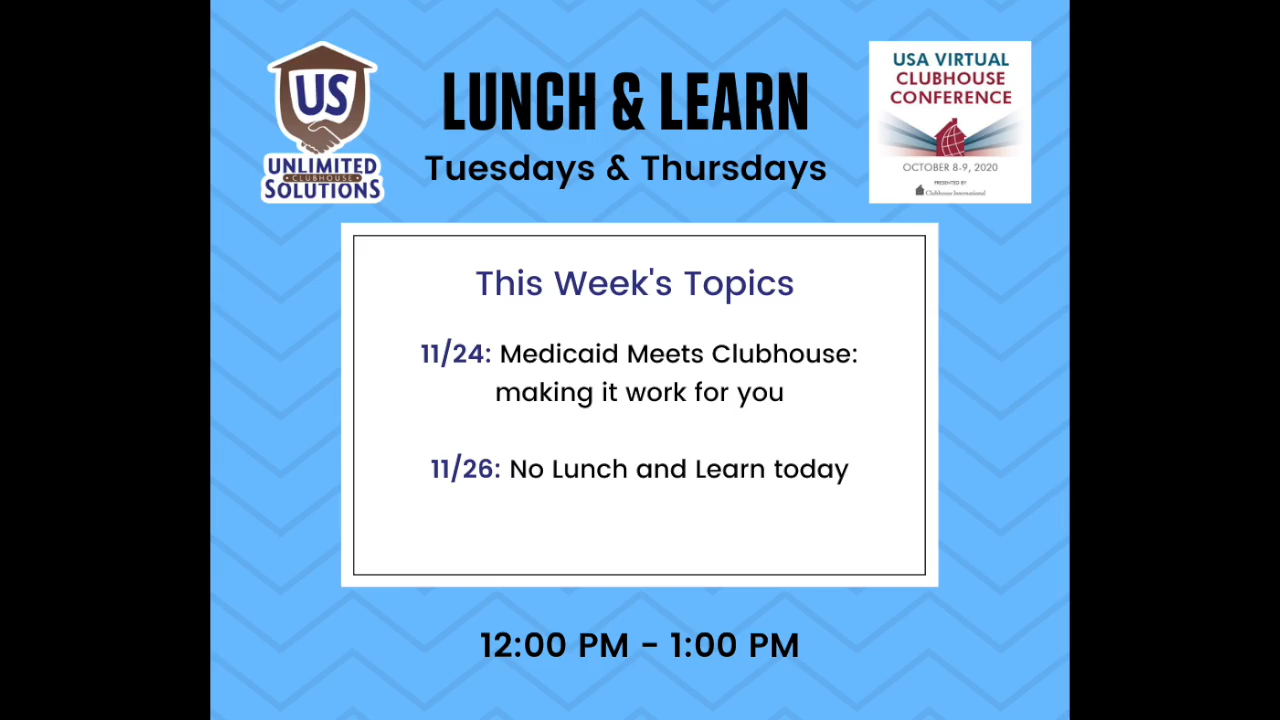 US
UNLIMITED
CLUBHOUSE
SOLUTIONS
LUNCH & LEARN
Tuesdays & Thursdays
USA VIRTUAL
CLUBHOUSE
CONFERENCE
OCTOBER 8-9, 2020
PRESENTED BY
Clubhouse International
This Week's Topics
11/24: Medicaid Meets Clubhouse:
making it work for you
11/26: No Lunch and Learn today
12:00 PM - 1:00 PM